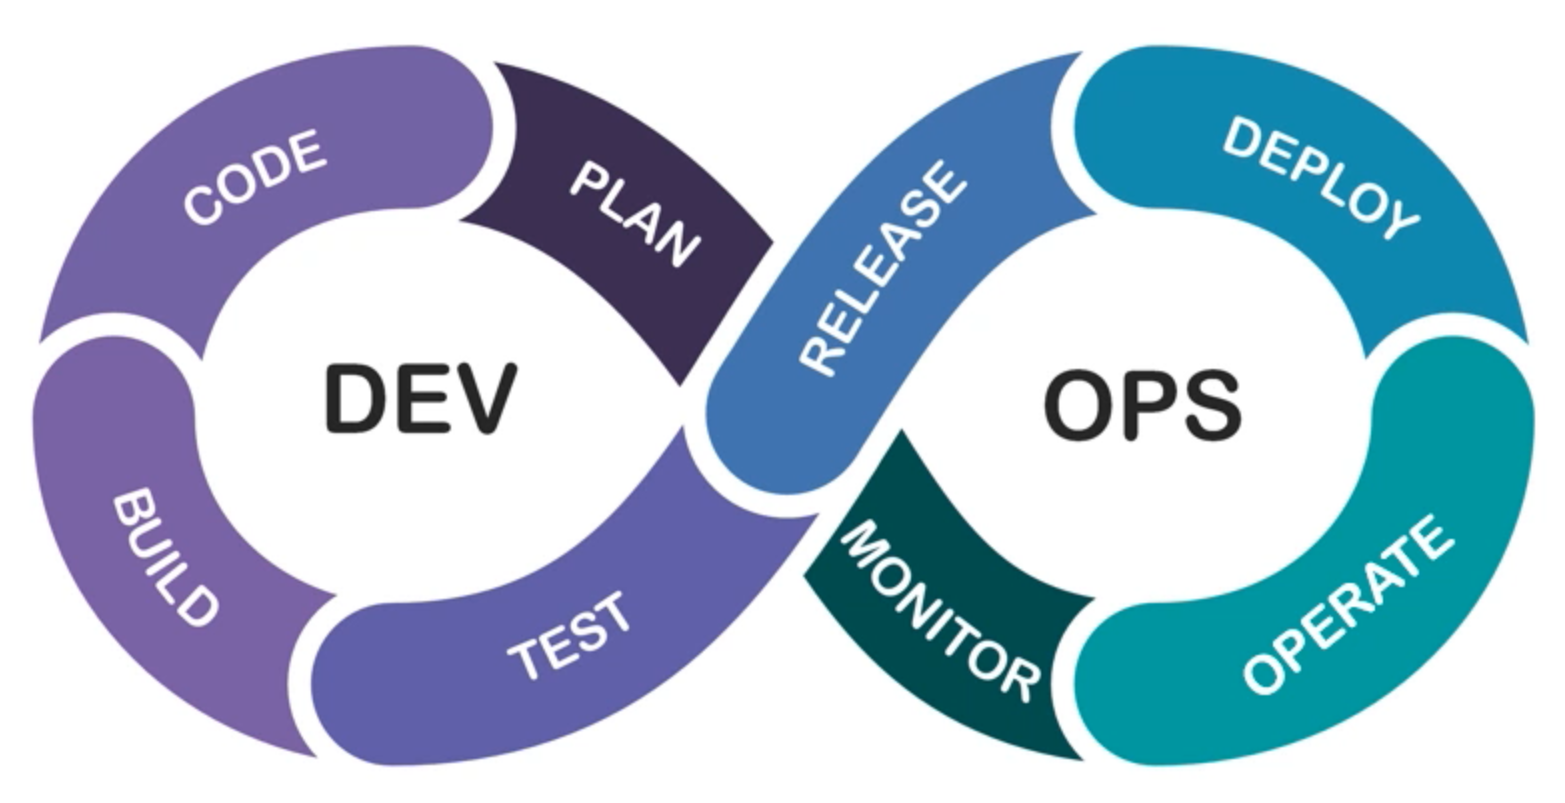 PLAN
CODE
BUILD
TEST
RELEASE
DEPLOY
OPERATE
MONITOR
DEV
OPS